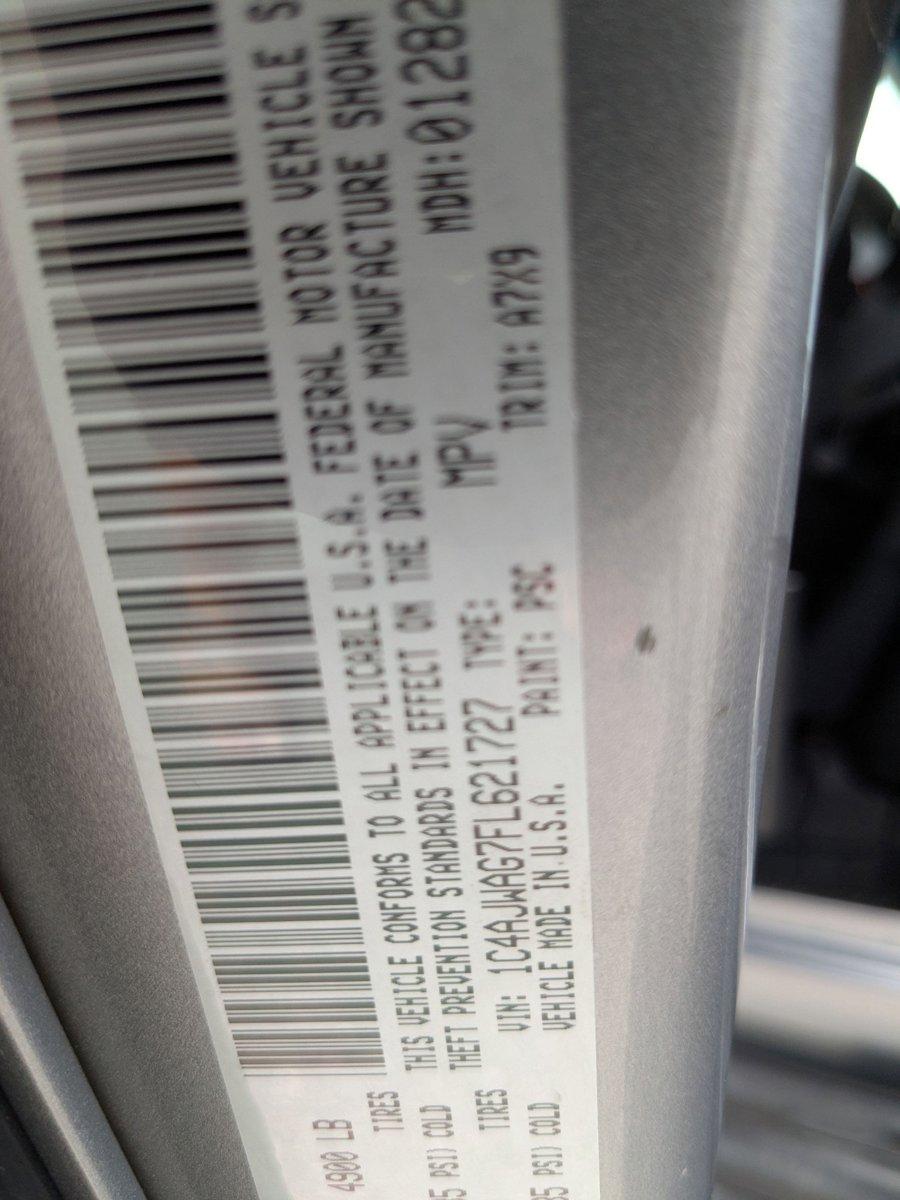 4900 LB
TIRES
5 PSI) COLD
TIRES
35 PSI) COLD
THIS VEHICLE CONFORMS TO ALL APPLICABLE U.S.A. FEDERAL MOTOR VEHICLE S
THEFT PREVENTION STANDARDS IN EFFECT ON THE DATE OF MANUFACTURE SHOWN
MDH:01282
VIN: 1C4AJWAG7FL621727 TYPE: MPV
VEHICLE MADE IN U.S.A. PAINT: PSC TRIM: A7X9